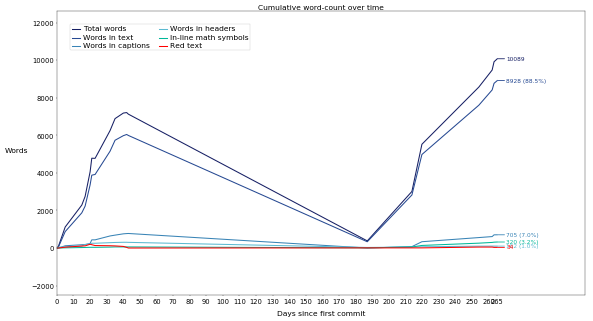 Cumulative word-count over time
12000
10000
8000
6000
4000
2000
0
−2000
Words
Total words
Words in text
Words in captions
Words in headers
In-line math symbols
Red text
10089
8928 (88.5%)
705 (7.0%)
0 10 20 30 40 50 60 70 80 90 100 110 120 130 140 150 160 170 180 190 200 210 220 230 240 250
Days since first commit